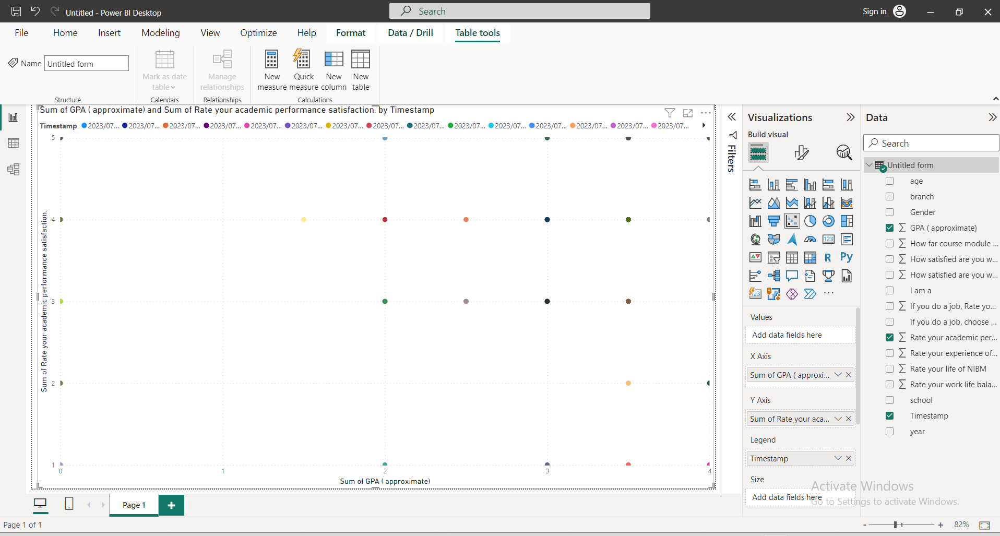 Untitled - Power BI Desktop
Search
Sign in
File Home Insert Modeling View Optimize Help Format Data / Drill Table tools
Name Untitled form
Mark as date table
Manage relationships
New measure
Quick measure
New column
New table
Structure Calendars Relationships Calculations
Sum of GPA ( approximate) and Sum of Rate your academic performance satisfaction. by Timestamp
Timestamp 2023/07... 2023/07... 2023/07... 2023/07... 2023/07... 2023/07... 2023/07... 2023/07... 2023/07... 2023/07... 2023/07... 2023/07... 2023/07... 2023/07... 2023/07...
Sum of Rate your academic performance satisfaction.
5
4
3
2
1
0 1 2 3 4
Sum of GPA ( approximate)
Filters
Visualizations
Build visual
123
R
Py
123
Values
Add data fields here
X Axis
Sum of GPA ( approxi...
Y Axis
Sum of Rate your aca...
Legend
Timestamp
Size
Add data fields here
Data
Search
Untitled form
age
branch
Gender
∑ GPA ( approximate)
∑ How far course module ...
∑ How satisfied are you w...
∑ How satisfied are you w...
I am a
∑ If you do a job, Rate yo...
If you do a job, choose ...
∑ Rate your academic per...
∑ Rate your experience of...
∑ Rate your life of NIBM
∑ Rate your work life bala...
school
Timestamp
year
Activate Windows
Go to Settings to activate Windows.
Page 1
+
Page 1 of 1
- + 82%